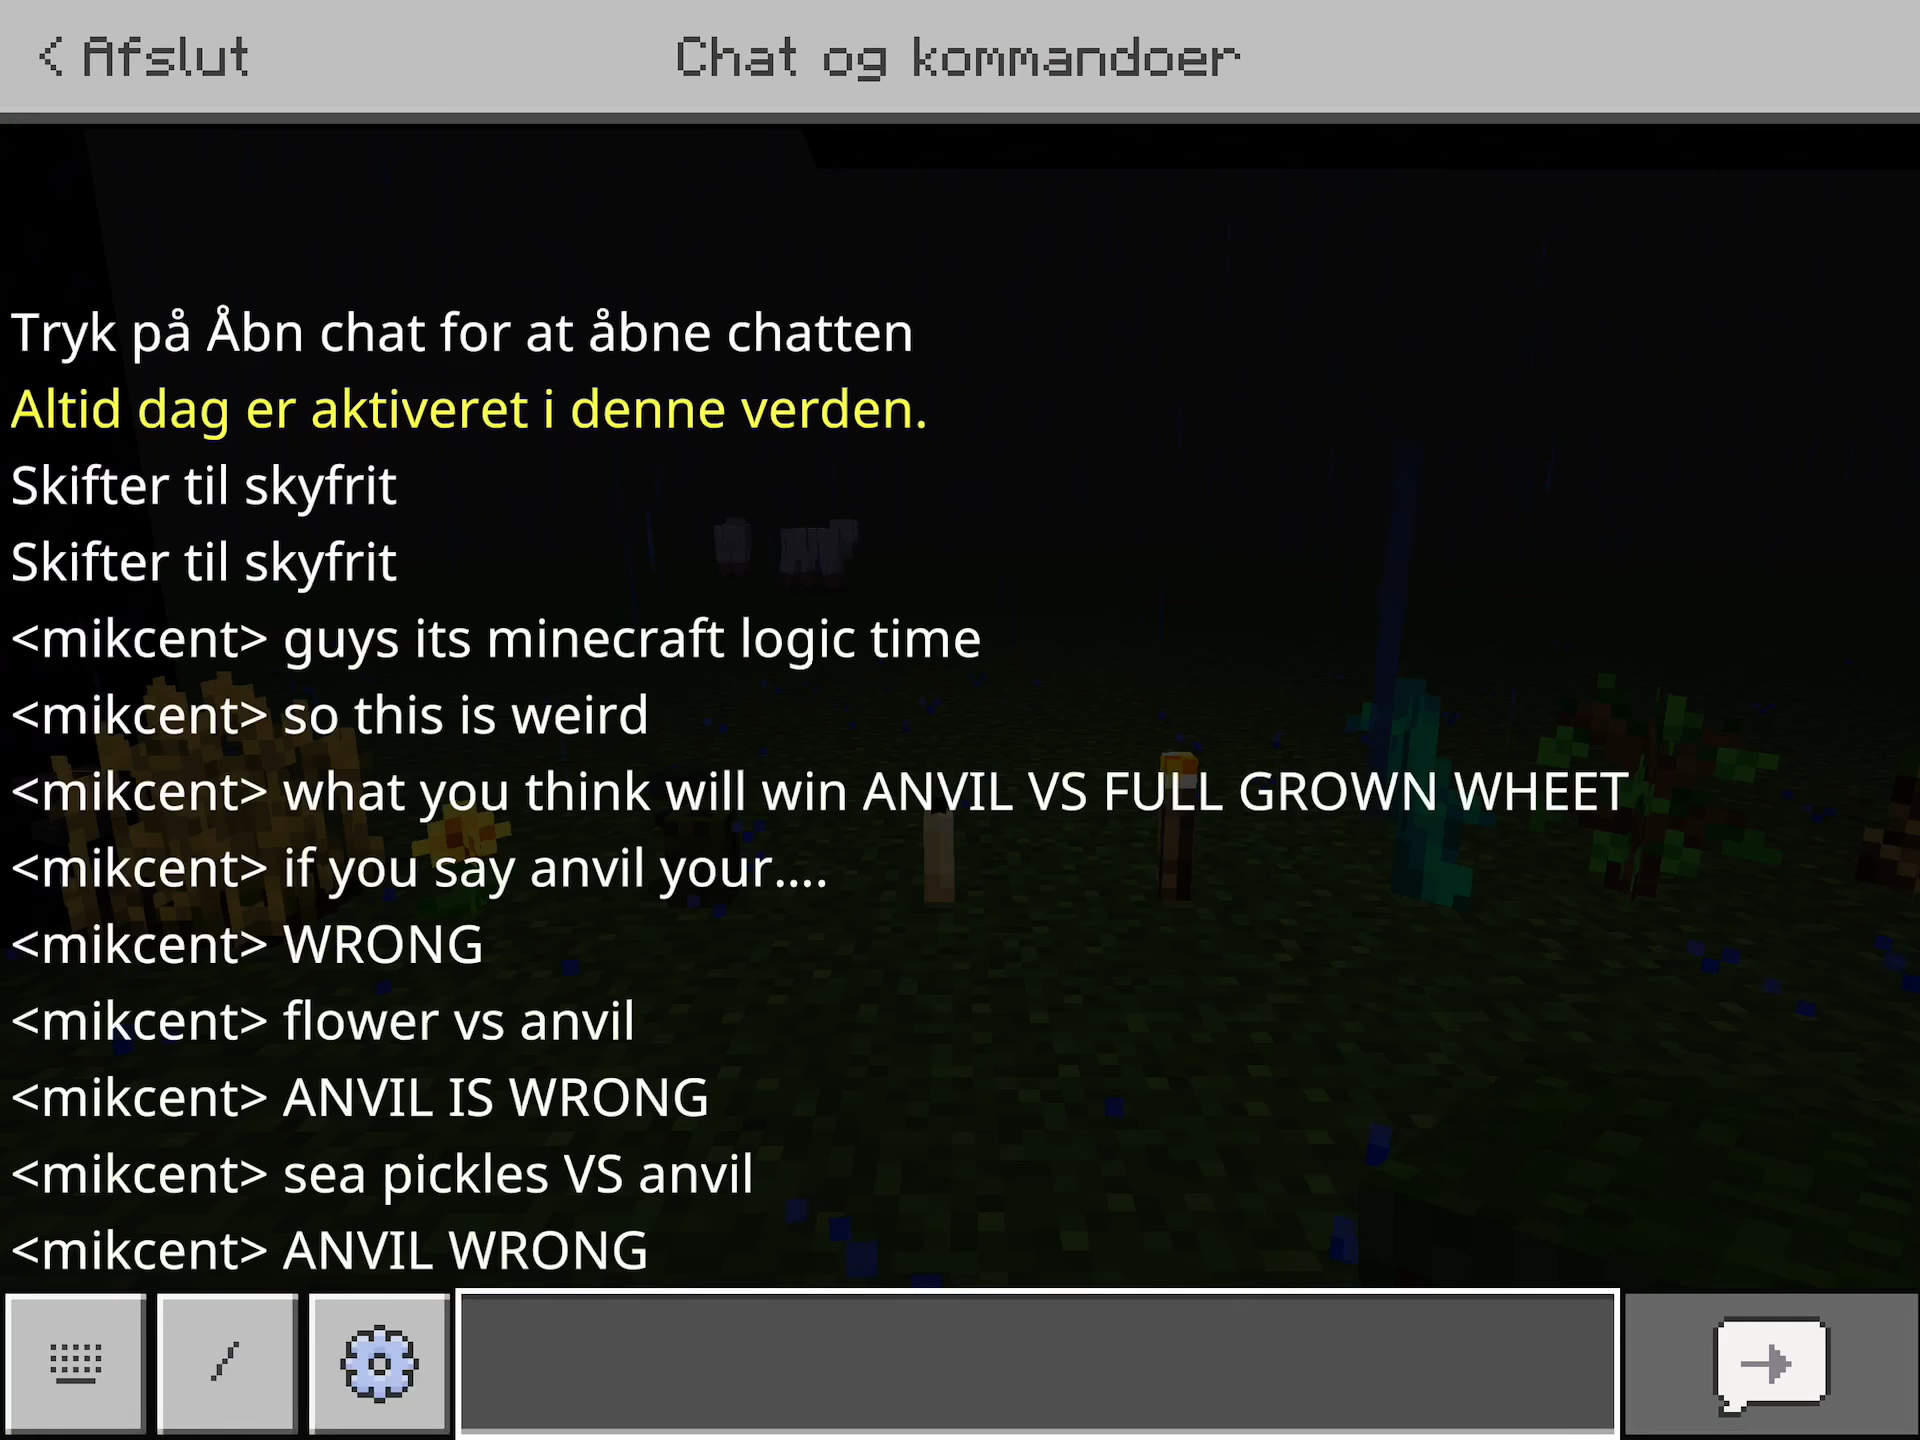 < Afslut
Chat og kommandoer
Tryk på Åbn chat for at åbne chatten
Altid dag er aktiveret i denne verden.
Skifter til skyfrit
Skifter til skyfrit
<mikcent> guys its minecraft logic time
<mikcent> so this is weird
<mikcent> what you think will win ANVIL VS FULL GROWN WHEET
<mikcent> if you say anvil your....
<mikcent> WRONG
<mikcent> flower vs anvil
<mikcent> ANVIL IS WRONG
<mikcent> sea pickles VS anvil
<mikcent> ANVIL WRONG
/